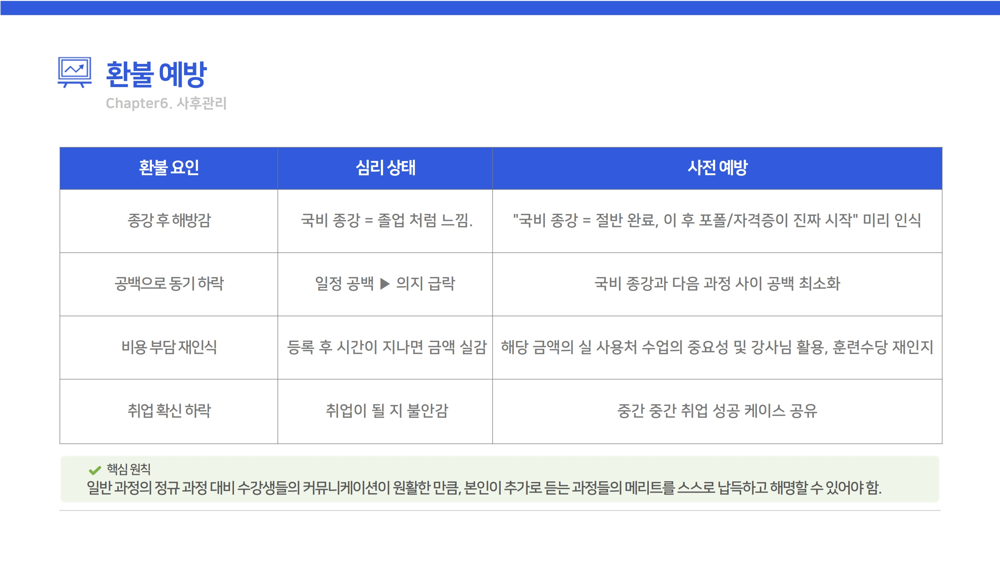 환불 예방
Chapter6. 사후관리
환불 요인 심리 상태 사전 예방
종강 후 해방감 국비 종강 = 졸업 처럼 느낌. "국비 종강 = 절반 완료, 이 후 포폴/자격증이 진짜 시작" 미리 인식
공백으로 동기 하락 일정 공백 ▶ 의지 급락 국비 종강과 다음 과정 사이 공백 최소화
비용 부담 재인식 등록 후 시간이 지나면 금액 실감 해당 금액의 실 사용처 수업의 중요성 및 강사님 활용, 훈련수당 재인지
취업 확신 하락 취업이 될 지 불안감 중간 중간 취업 성공 케이스 공유
핵심 원칙
일반 과정의 정규 과정 대비 수강생들의 커뮤니케이션이 원활한 만큼, 본인이 추가로 듣는 과정들의 메리트를 스스로 납득하고 해명할 수 있어야 함.